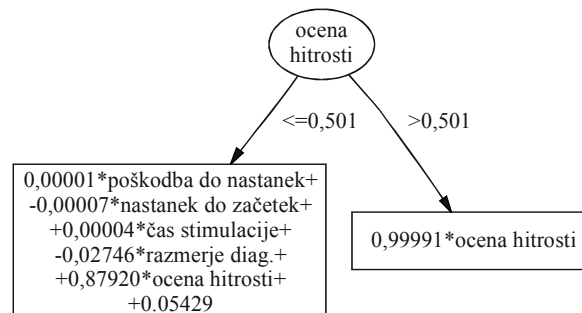 ocena
hitrosti
<=0,501
>0,501
0,00001*poškodba do nastanek+
-0,00007*nastanek do začetek+
+0,00004*čas stimulacije+
-0,02746*razmerje diag.+
+0,87920*ocena hitrosti+
+0.05429
0,99991*ocena hitrosti